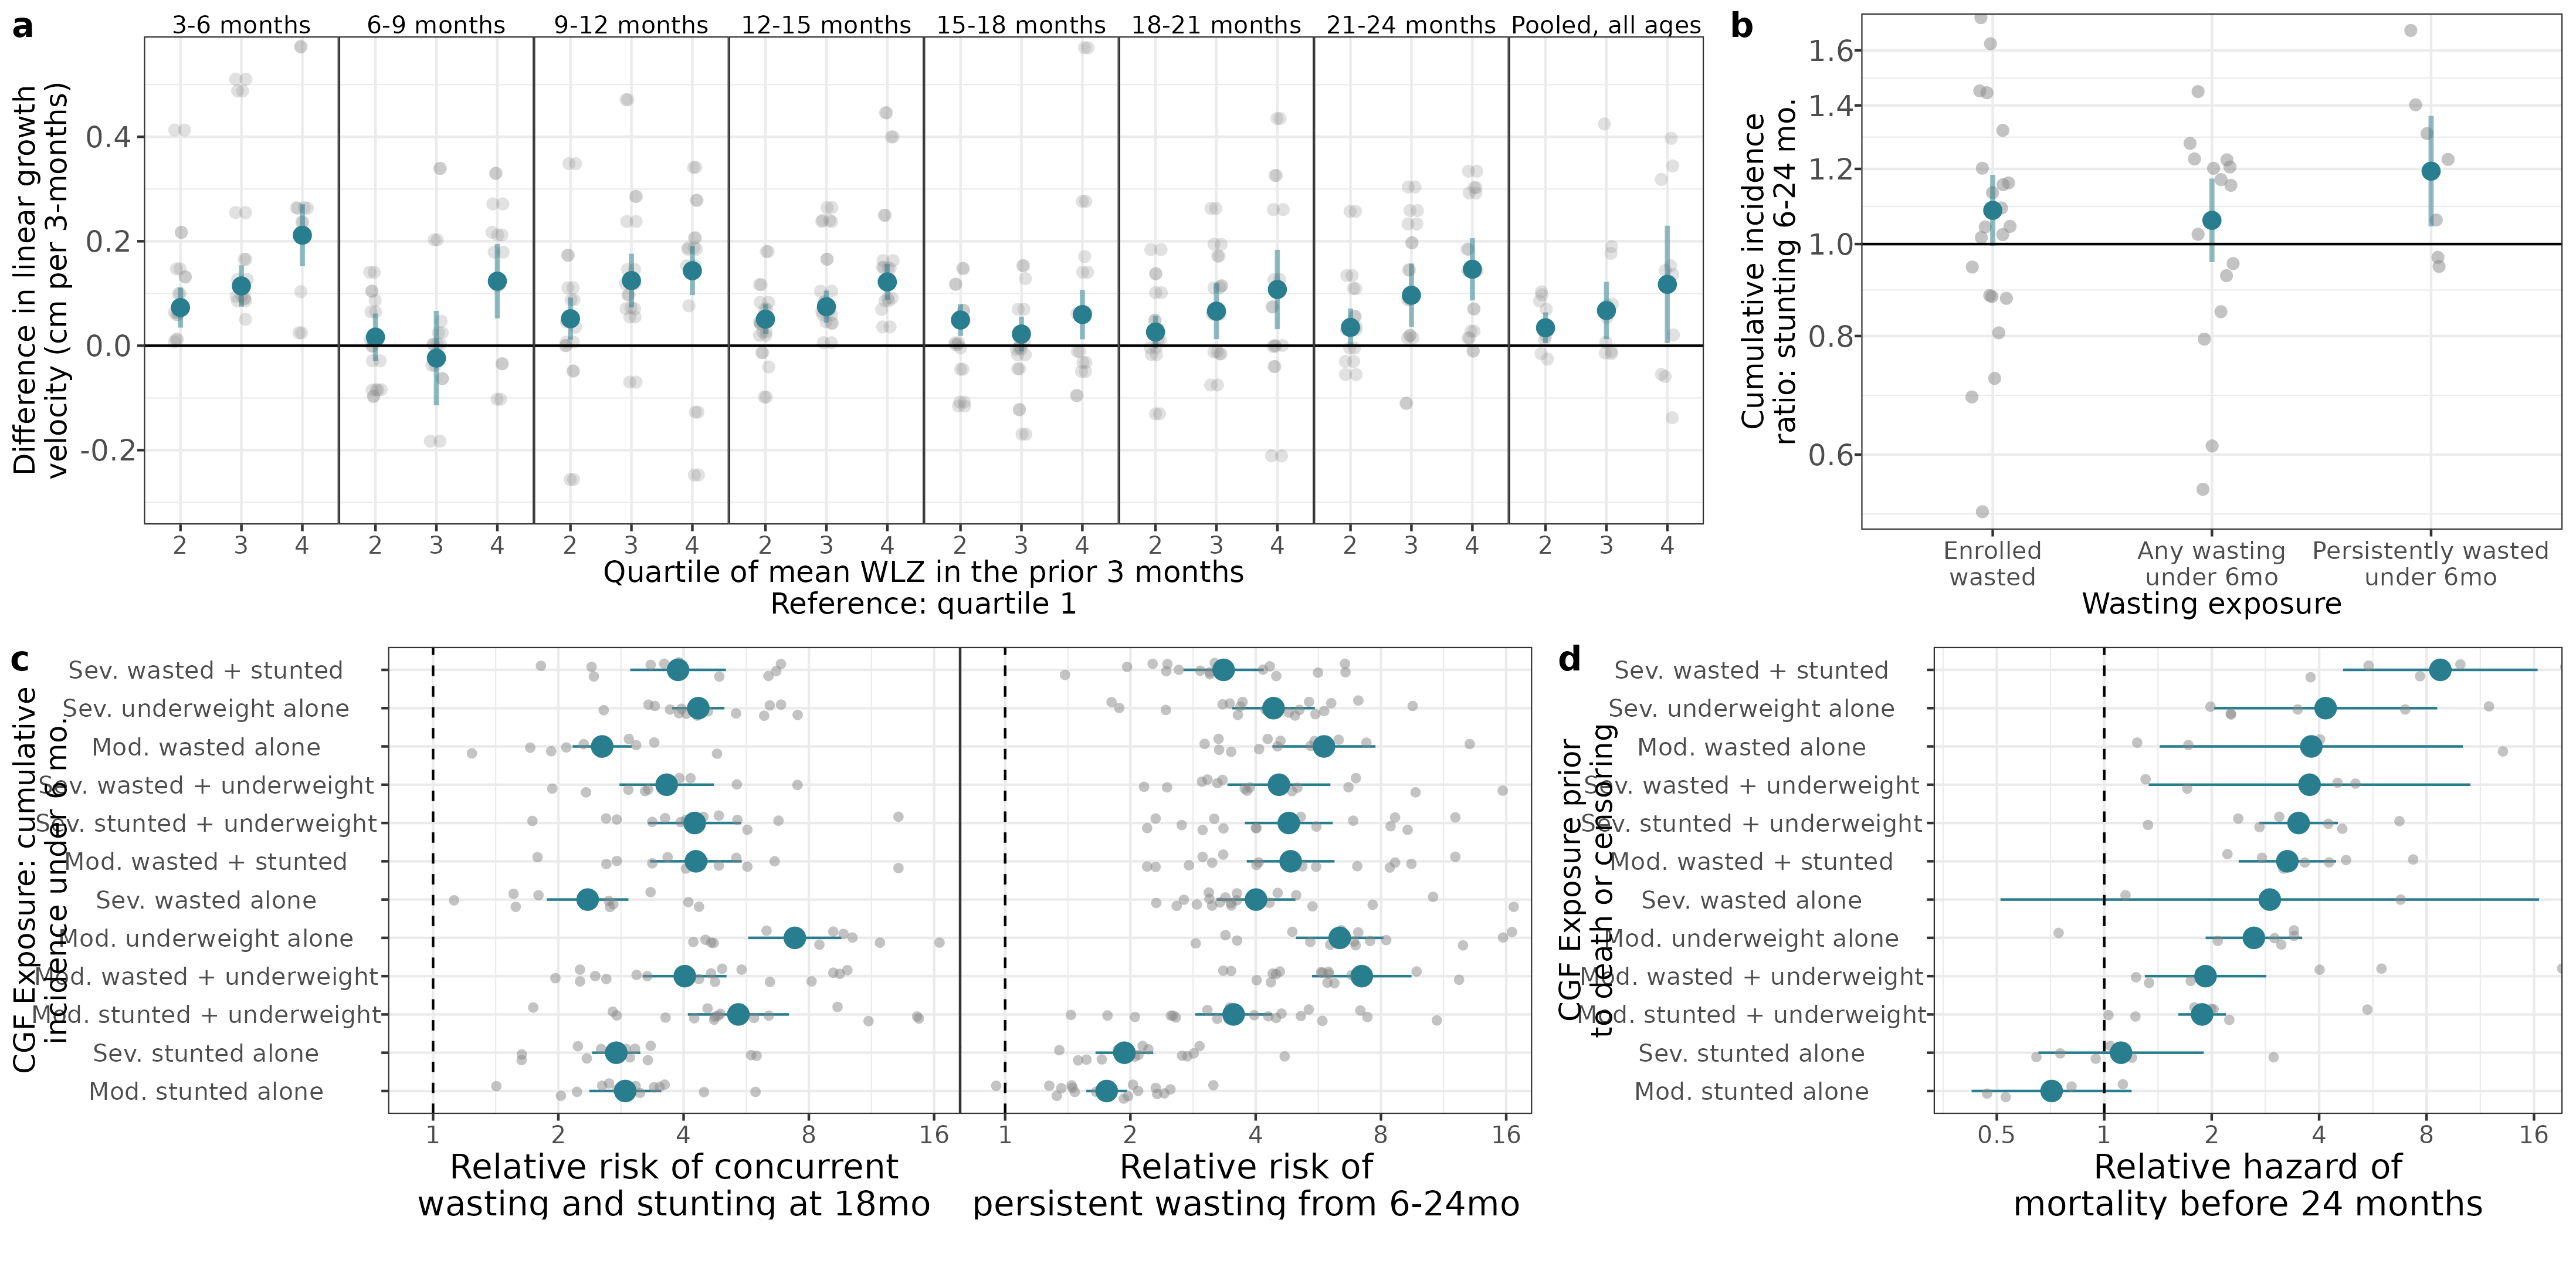 a
3-6 months
6-9 months
9-12 months
12-15 months
15-18 months
18-21 months
21-24 months
Pooled, all ages
Difference in linear growth
velocity (cm per 3-months)
0.4
0.2
0.0
-0.2
2 3 4 2 3 4 2 3 4 2 3 4 2 3 4 2 3 4 2 3 4 2 3 4
Quartile of mean WLZ in the prior 3 months
Reference: quartile 1
b
Cumulative incidence
ratio: stunting 6-24 mo.
1.6
1.4
1.2
1.0
0.8
0.6
Enrolled
wasted
Any wasting
under 6mo
Persistently wasted
under 6mo
Wasting exposure
c
CGF Exposure: cumulative
incidence under 6 mo.
Sev. wasted + stunted
Sev. underweight alone
Mod. wasted alone
Sev. wasted + underweight
Sev. stunted + underweight
Mod. wasted + stunted
Sev. wasted alone
Mod. underweight alone
Mod. wasted + underweight
Mod. stunted + underweight
Sev. stunted alone
Mod. stunted alone
1 2 4 8 16
Relative risk of concurrent
wasting and stunting at 18mo
1 2 4 8 16
Relative risk of
persistent wasting from 6-24mo
d
CGF Exposure prior
to death or censoring
Sev. wasted + stunted
Sev. underweight alone
Mod. wasted alone
Sev. wasted + underweight
Sev. stunted + underweight
Mod. wasted + stunted
Sev. wasted alone
Mod. underweight alone
Mod. wasted + underweight
Mod. stunted + underweight
Sev. stunted alone
Mod. stunted alone
0.5 1 2 4 8 16
Relative hazard of
mortality before 24 months